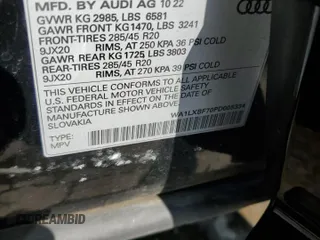 MFD. BY AUDI AG 10 22
GVWR KG 2985, LBS 6581
GAWR FRONT KG1470, LBS 3241
FRONT-TIRES 285/45 R20
9JX20 RIMS, AT 250 KPA 36 PSI COLD
GAWR REAR KG 1725 LBS 3803
REAR-TIRES 285/45 R20
9JX20 RIMS, AT 270 KPA 39 PSI COLD
THIS VEHICLE CONFORMS TO ALL APPLICABLE
FEDERAL MOTOR VEHICLE SAFETY
STANDARDS IN EFFECT ON THE DATE OF
MANUFACTURE SHOWN ABOVE
SLOVAKIA
TYPE:
MPV
CREAMBID